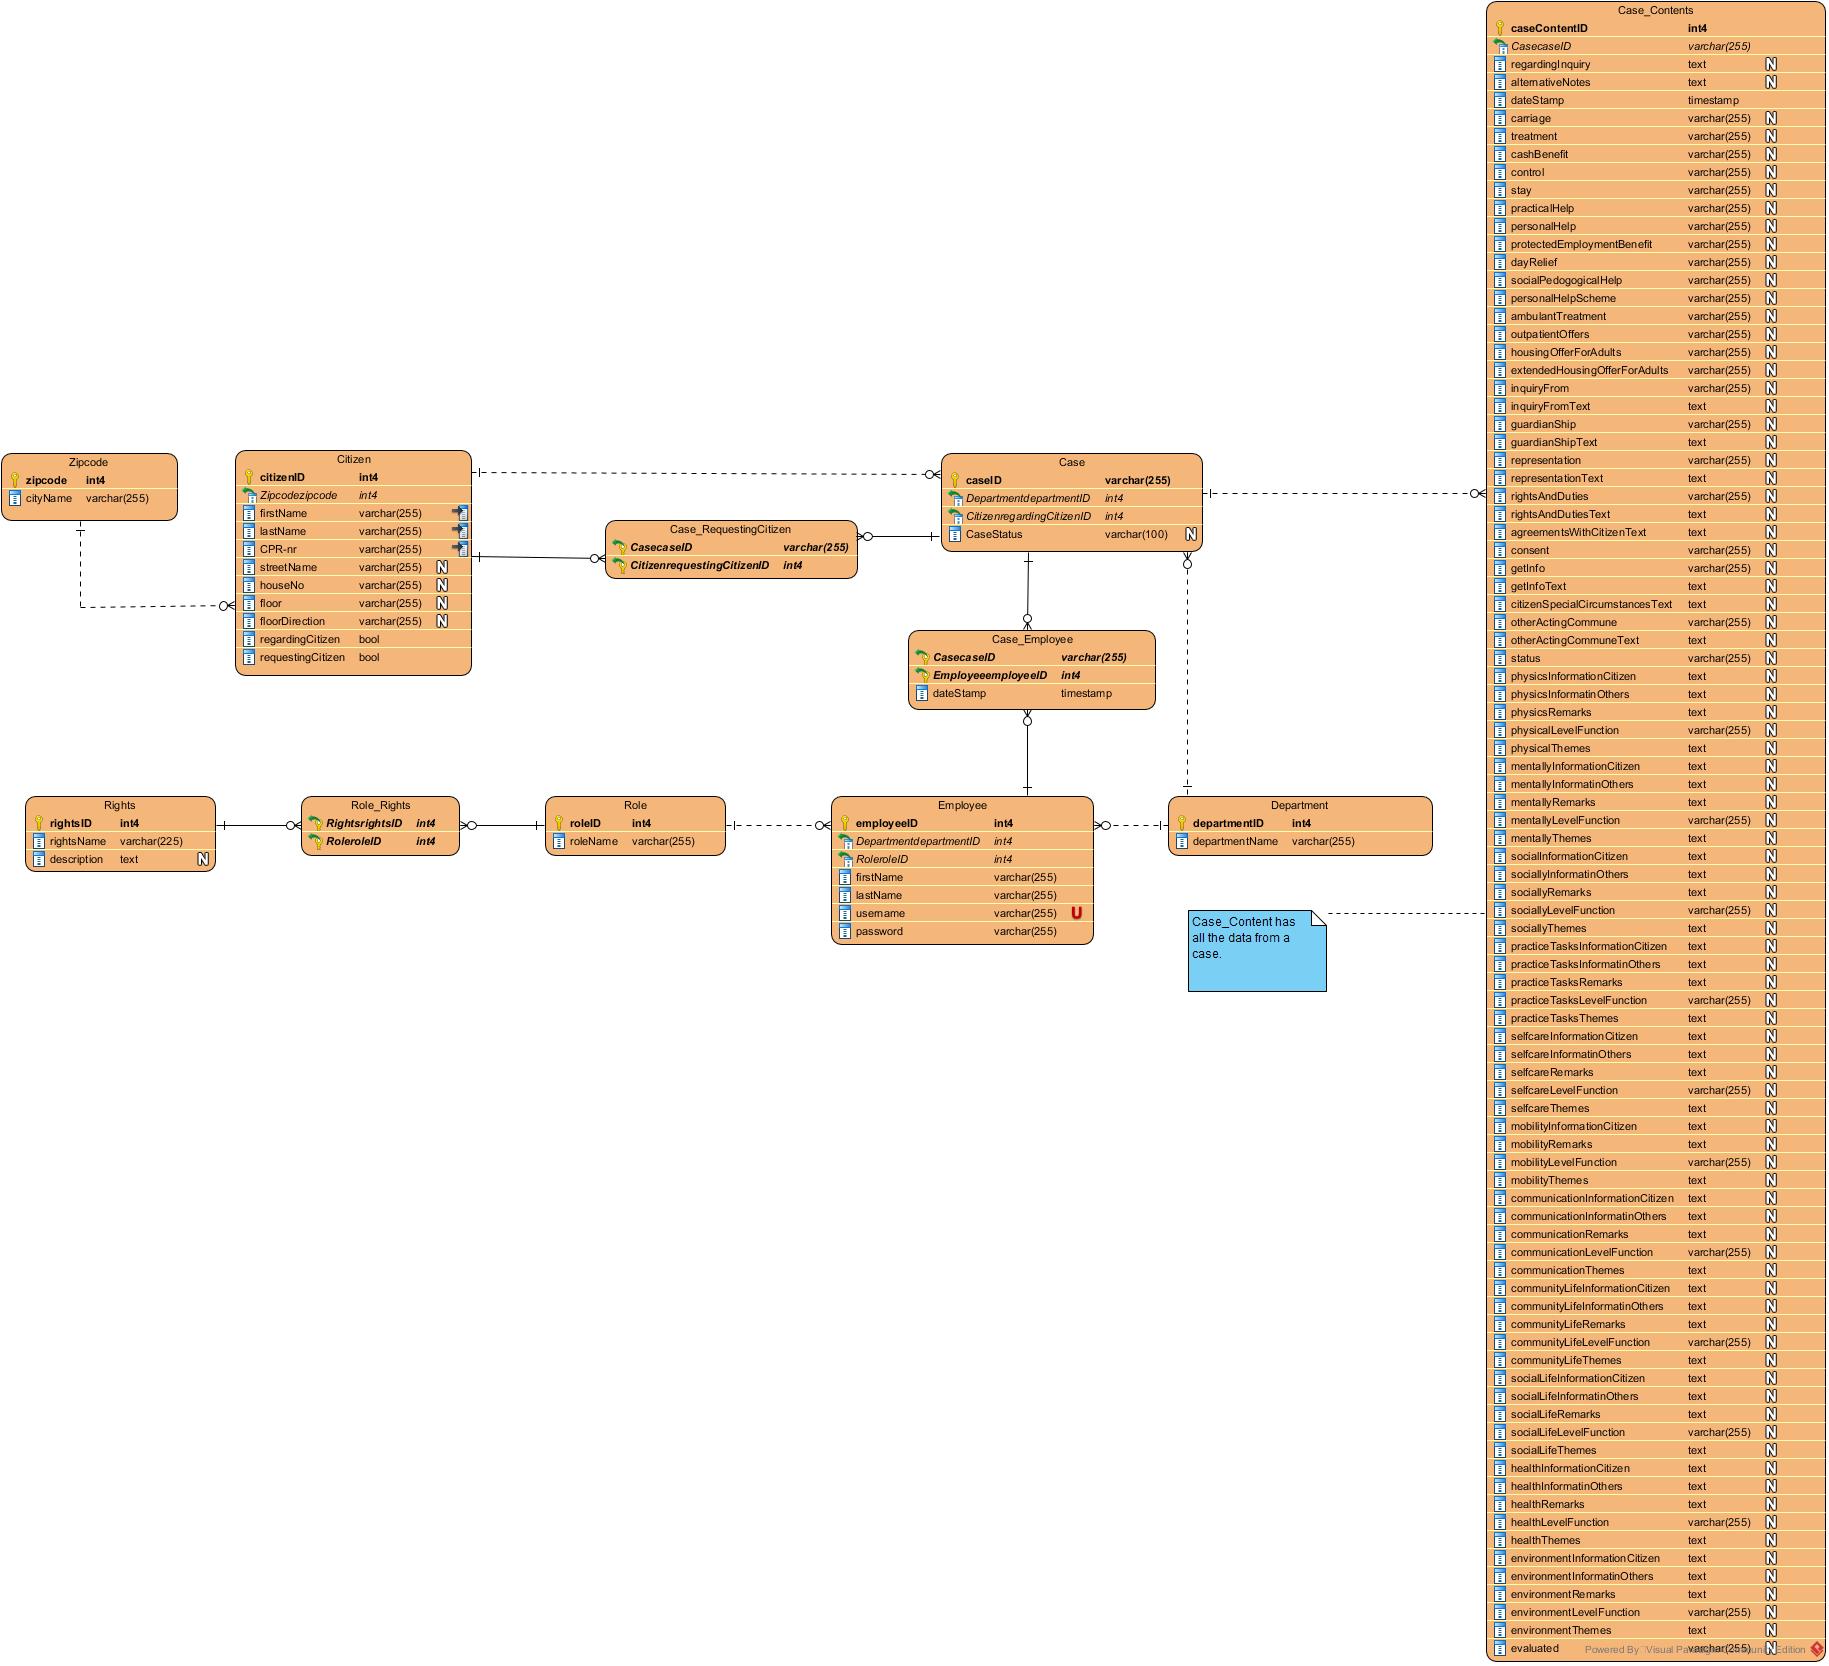 Zipcode
zipcode int4
cityName varchar(255)
Citizen
citizenID int4
Zipcodezipcode int4
firstName varchar(255)
lastName varchar(255)
CPR-nr varchar(255)
streetName varchar(255) N
houseNo varchar(255) N
floor varchar(255) N
floorDirection varchar(255) N
regardingCitizen bool
requestingCitizen bool
Case_RequestingCitizen
CasecaseID varchar(255)
CitizenrequestingCitizenID int4
Case
caseID varchar(255)
DepartmentdepartmentID int4
CitizenregardingCitizenID int4
CaseStatus varchar(100) N
Case_Employee
CasecaseID varchar(255)
EmployeeemployeeID int4
dateStamp timestamp
Rights
rightsID int4
rightsName varchar(225)
description text N
Role_Rights
RightsrightsID int4
RoleroleID int4
Role
roleID int4
roleName varchar(255)
Employee
employeeID int4
DepartmentdepartmentID int4
RoleroleID int4
firstName varchar(255)
lastName varchar(255)
username varchar(255) U
password varchar(255)
Department
departmentID int4
departmentName varchar(255)
Case_Content has
all the data from a
case.
Case_Contents
caseContentID int4
CasecaseID varchar(255)
regardingInquiry text N
alternativeNotes text N
dateStamp timestamp
carriage varchar(255) N
treatment varchar(255) N
cashBenefit varchar(255) N
control varchar(255) N
stay varchar(255) N
practicalHelp varchar(255) N
personalHelp varchar(255) N
protectedEmploymentBenefit varchar(255) N
dayRelief varchar(255) N
socialPedogogicalHelp varchar(255) N
personalHelpScheme varchar(255) N
ambulantTreatment varchar(255) N
outpatientOffers varchar(255) N
housingOfferForAdults varchar(255) N
extendedHousingOfferForAdults varchar(255) N
inquiryFrom varchar(255) N
inquiryFromText text N
guardianShip varchar(255) N
guardianShipText text N
representation varchar(255) N
representationText text N
rightsAndDuties varchar(255) N
rightsAndDutiesText text N
agreementsWithCitizenText text N
consent varchar(255) N
getInfo varchar(255) N
getInfoText text N
citizenSpecialCircumstancesText text N
otherActingCommune varchar(255) N
otherActingCommuneText text N
status varchar(255) N
physicsInformationCitizen text N
physicsInformatinOthers text N
physicsRemarks text N
physicalLevelFunction varchar(255) N
physicalThemes text N
mentallyInformationCitizen text N
mentallyInformatinOthers text N
mentallyRemarks text N
mentallyLevelFunction varchar(255) N
mentallyThemes text N
socialInformationCitizen text N
sociallyInformatinOthers text N
sociallyRemarks text N
sociallyLevelFunction varchar(255) N
sociallyThemes text N
practiceTasksInformationCitizen text N
practiceTasksInformatinOthers text N
practiceTasksRemarks text N
practiceTasksLevelFunction varchar(255) N
practiceTasksThemes text N
selfcareInformationCitizen text N
selfcareInformatinOthers text N
selfcareRemarks text N
selfcareLevelFunction varchar(255) N
selfcareThemes text N
mobilityInformationCitizen text N
mobilityRemarks text N
mobilityLevelFunction varchar(255) N
mobilityThemes text N
communicationInformationCitizen text N
communicationInformatinOthers text N
communicationRemarks text N
communicationLevelFunction varchar(255) N
communicationThemes text N
communityLifeInformationCitizen text N
communityLifeInformatinOthers text N
communityLifeRemarks text N
communityLifeLevelFunction varchar(255) N
communityLifeThemes text N
socialLifeInformationCitizen text N
socialLifeInformatinOthers text N
socialLifeRemarks text N
socialLifeLevelFunction varchar(255) N
socialLifeThemes text N
healthInformationCitizen text N
healthInformatinOthers text N
healthRemarks text N
healthLevelFunction varchar(255) N
healthThemes text N
environmentInformationCitizen text N
environmentInformatinOthers text N
environmentRemarks text N
environmentLevelFunction varchar(255) N
environmentThemes text N
evaluated varchar(255) N
Powered By Visual Paradigm Community Edition